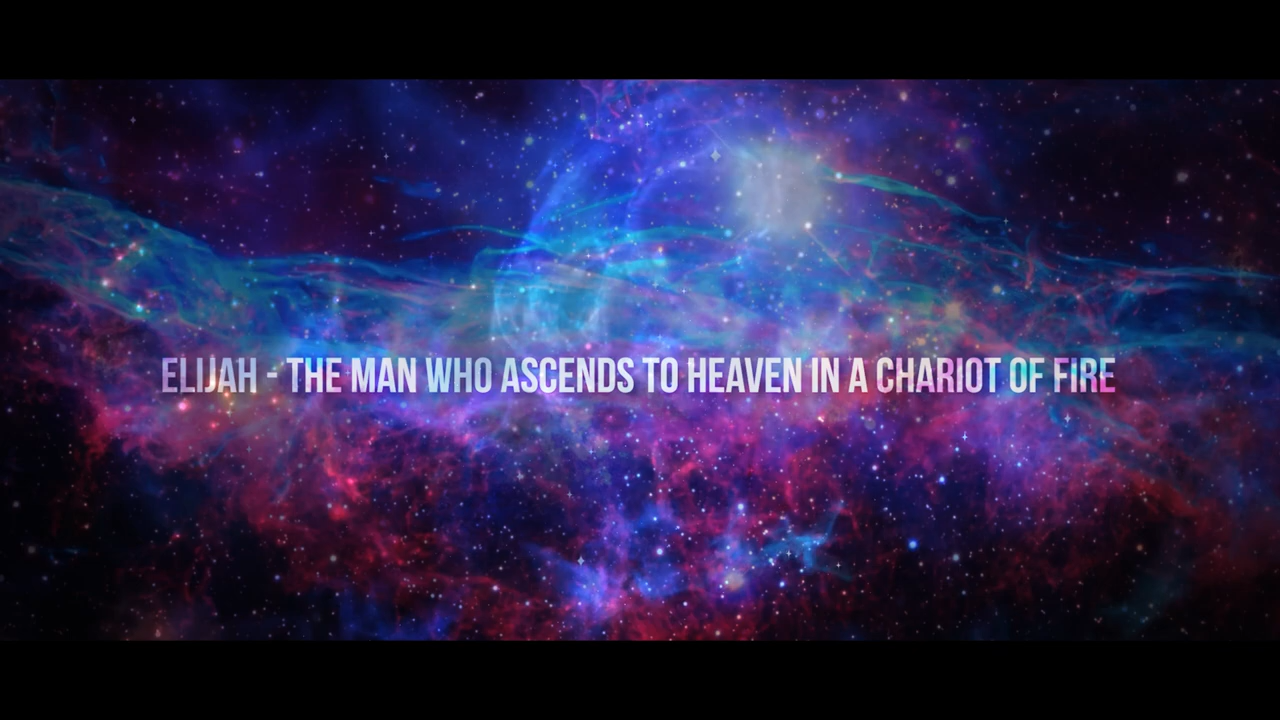 ELIJAH - THE MAN WHO ASCENDS TO HEAVEN IN A CHARIOT OF FIRE